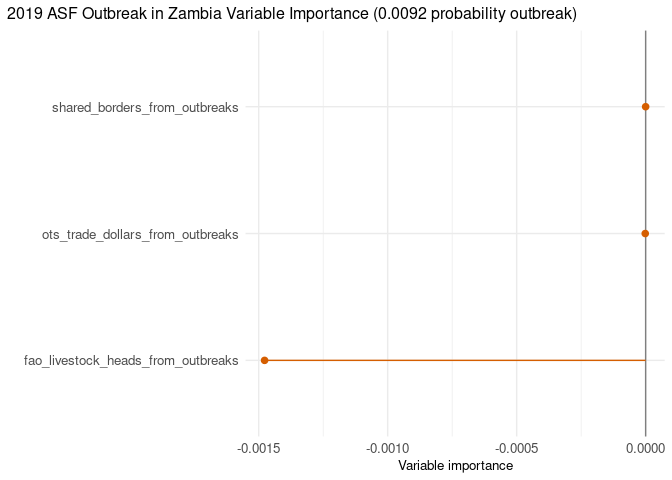 2019 ASF Outbreak in Zambia Variable Importance (0.0092 probability outbreak)
shared_borders_from_outbreaks
ots_trade_dollars_from_outbreaks
fao_livestock_heads_from_outbreaks
-0.0015 -0.0010 -0.0005 0.0000
Variable importance